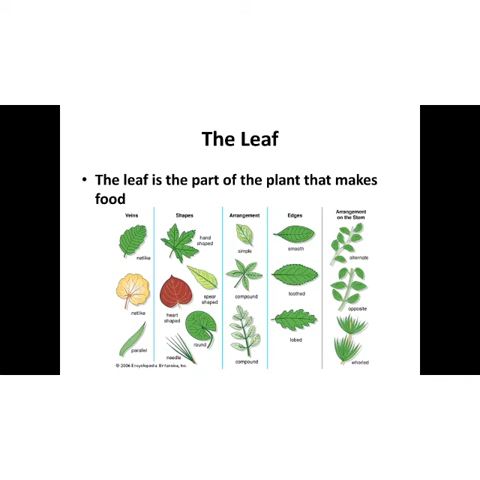 The Leaf
• The leaf is the part of the plant that makes
food
Veins Shapes Arrangement Edges Arrangement
on the Stem
hand
shaped
simple
smooth
netlike
alternate
netlike
heart
shaped
spear
shaped
compound
toothed
opposite
parallel
needle
round
compound
lobed
whorled
© 2006 Encyclopædia Britannica, Inc.